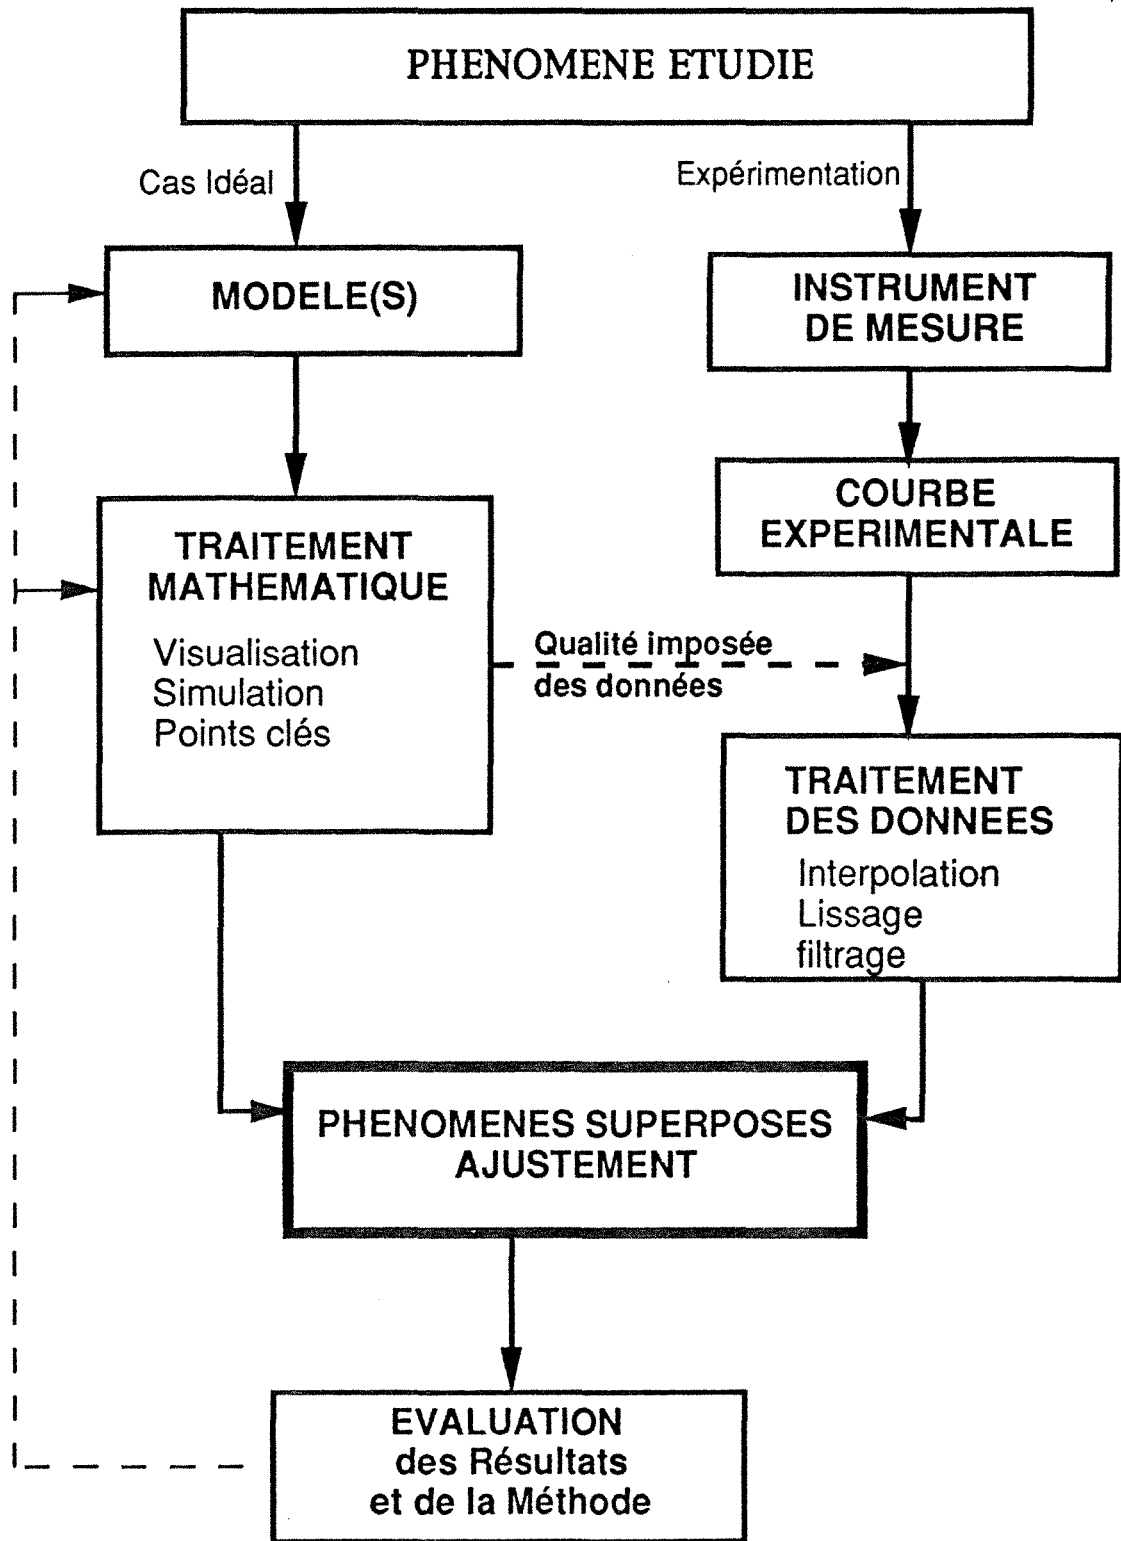 PHENOMENE ETUDIE
Cas Idéal
Expérimentation
MODELE(S)
INSTRUMENT
DE MESURE
COURBE
EXPERIMENTALE
TRAITEMENT
MATHEMATIQUE
Visualisation
Simulation
Points clés
Qualité imposée
des données
TRAITEMENT
DES DONNEES
Interpolation
Lissage
filtrage
PHENOMENES SUPERPOSES
AJUSTEMENT
EVALUATION
des Résultats
et de la Méthode